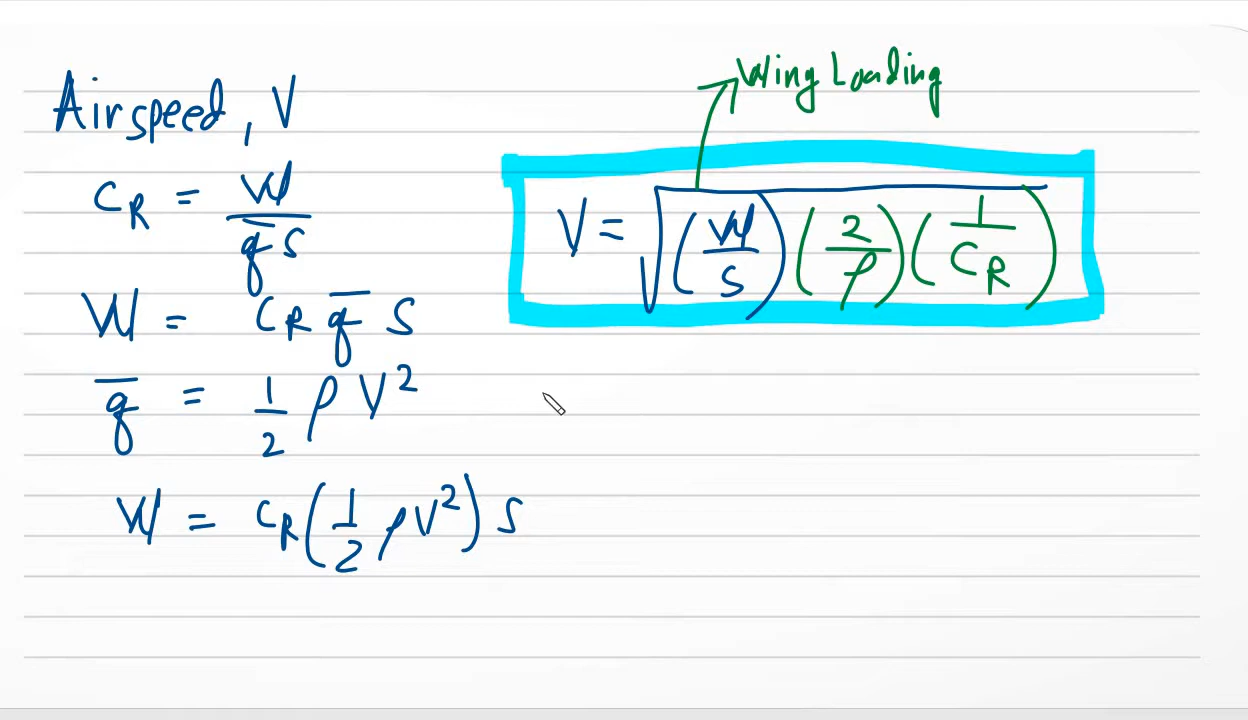 Airspeed, V
C_R = W / q̄ S
W = C_R q̄ S
q̄ = 1/2 ρ V²
W = C_R (1/2 ρ V²) S
Wing Loading
V = √((W/S) (2/ρ) (1/C_R))